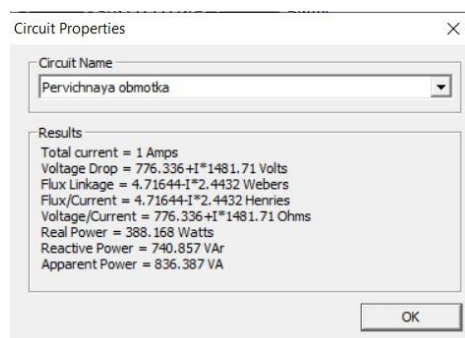 Circuit Properties
Circuit Name
Pervichnaya obmotka
Results
Total current = 1 Amps
Voltage Drop = 776.336+I*1481.71 Volts
Flux Linkage = 4.71644-I*2.4432 Webers
Flux/Current = 4.71644-I*2.4432 Henries
Voltage/Current = 776.336+I*1481.71 Ohms
Real Power = 388.168 Watts
Reactive Power = 740.857 VAr
Apparent Power = 836.387 VA
OK